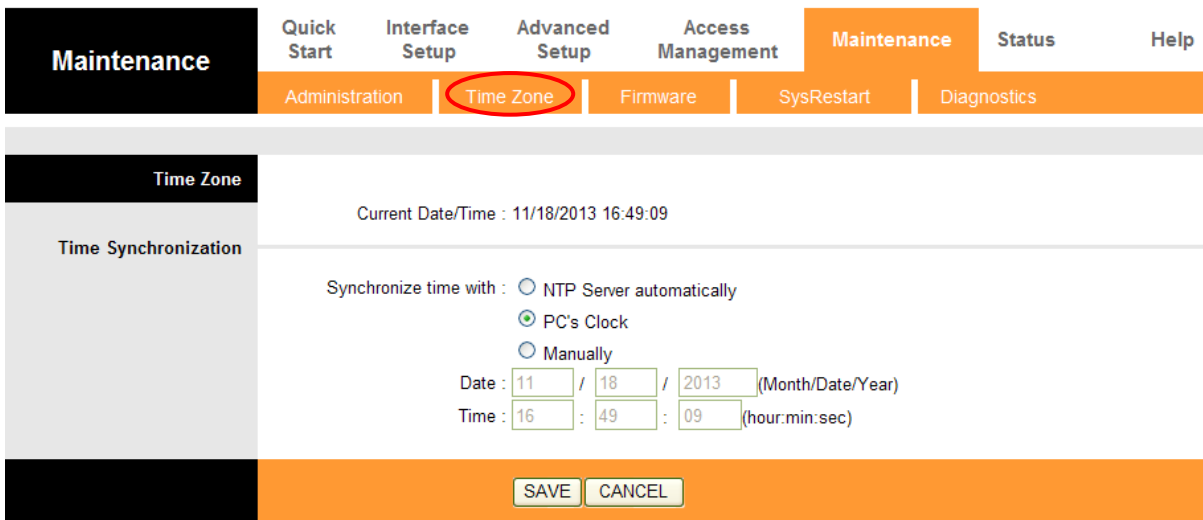 Maintenance
Quick Start
Interface Setup
Advanced Setup
Access Management
Maintenance
Status
Help
Administration
Time Zone
Firmware
SysRestart
Diagnostics
Time Zone
Current Date/Time : 11/18/2013 16:49:09
Time Synchronization
Synchronize time with : NTP Server automatically
PC's Clock
Manually
Date : 11 / 18 / 2013 (Month/Date/Year)
Time : 16 : 49 : 09 (hour:min:sec)
SAVE CANCEL